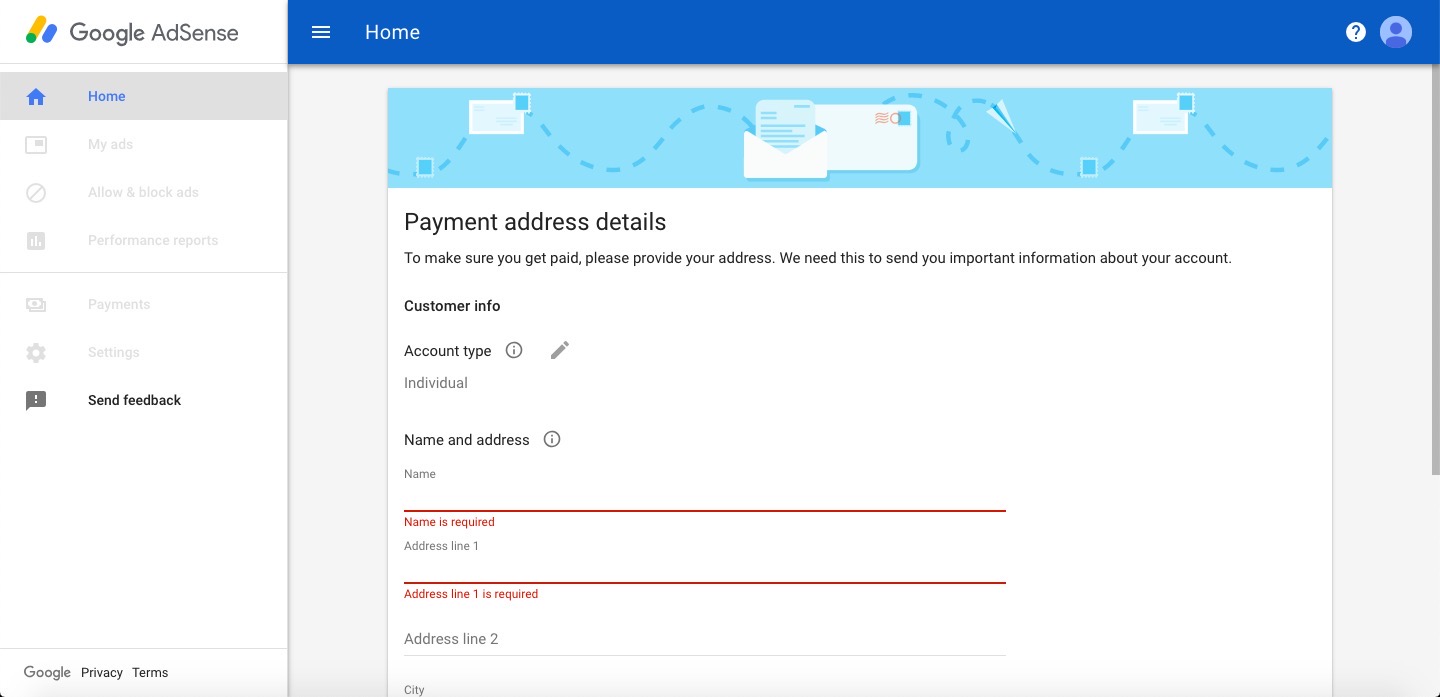 Google AdSense
Home
My ads
Allow & block ads
Performance reports
Payments
Settings
Send feedback
Google Privacy Terms
Home
Payment address details
To make sure you get paid, please provide your address. We need this to send you important information about your account.
Customer info
Account type
Individual
Name and address
Name
Name is required
Address line 1
Address line 1 is required
Address line 2
City